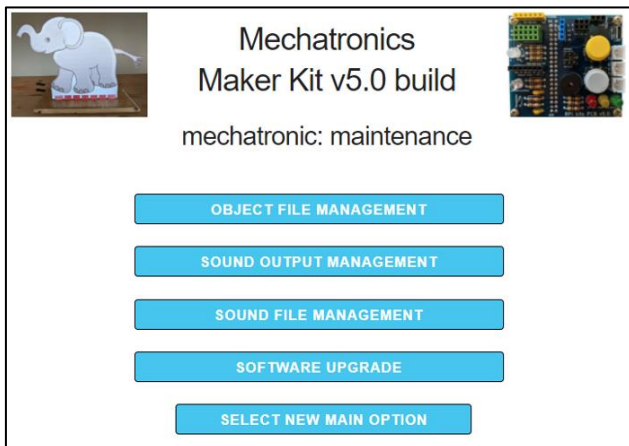 Mechatronics
Maker Kit v5.0 build
mechatronic: maintenance
OBJECT FILE MANAGEMENT
SOUND OUTPUT MANAGEMENT
SOUND FILE MANAGEMENT
SOFTWARE UPGRADE
SELECT NEW MAIN OPTION